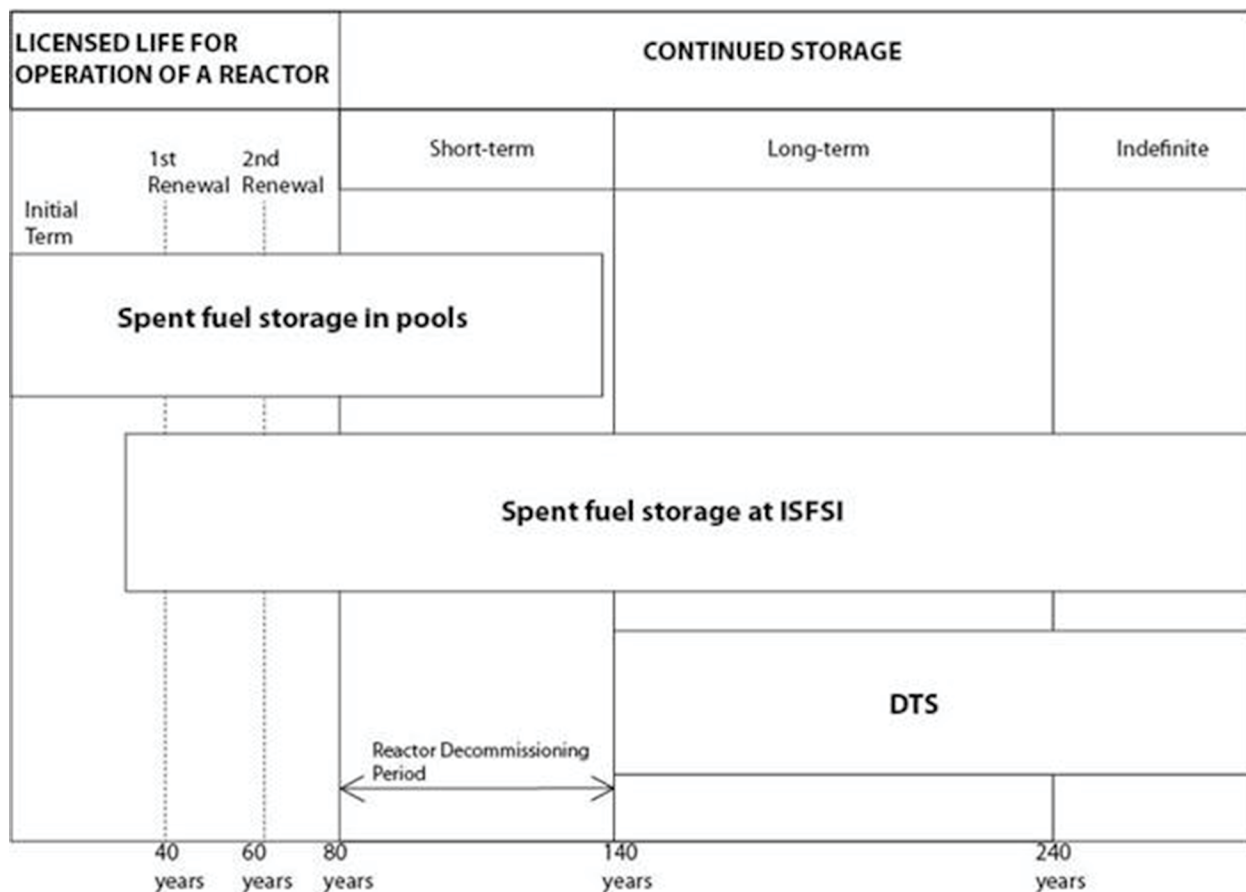 LICENSED LIFE FOR
OPERATION OF A REACTOR
CONTINUED STORAGE
Short-term
Long-term
Indefinite
1st
Renewal
2nd
Renewal
Initial
Term
Spent fuel storage in pools
Spent fuel storage at ISFSI
DTS
Reactor Decommissioning
Period
40
years
60
years
80
years
140
years
240
years